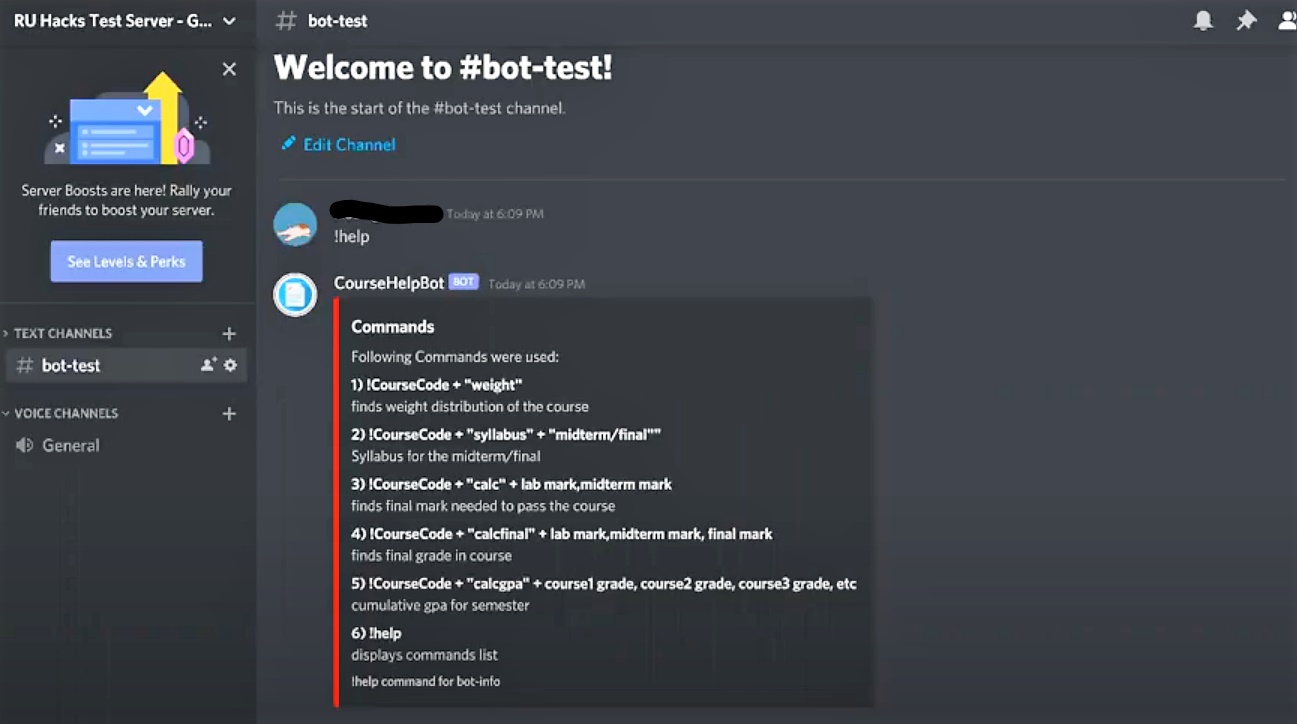 RU Hacks Test Server - G...
# bot-test
Server Boosts are here! Rally your
friends to boost your server.
See Levels & Perks
TEXT CHANNELS
# bot-test
VOICE CHANNELS
General
Welcome to #bot-test!
This is the start of the #bot-test channel.
Edit Channel
Today at 6:09 PM
!help
CourseHelpBot BOT Today at 6:09 PM
Commands
Following Commands were used:
1) !CourseCode + "weight"
finds weight distribution of the course
2) !CourseCode + "syllabus" + "midterm/final""
Syllabus for the midterm/final
3) !CourseCode + "calc" + lab mark,midterm mark
finds final mark needed to pass the course
4) !CourseCode + "calcfinal" + lab mark,midterm mark, final mark
finds final grade in course
5) !CourseCode + "calcgpa" + course1 grade, course2 grade, course3 grade, etc
cumulative gpa for semester
6) !help
displays commands list
!help command for bot-info